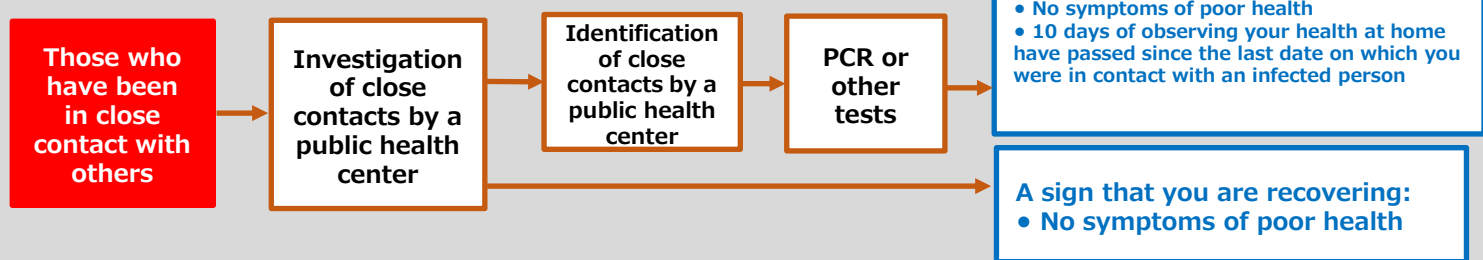 Those who
have been
in close
contact with
others
Investigation
of close
contacts by a
public health
center
Identification
of close
contacts by a
public health
center
PCR or
other
tests
• No symptoms of poor health
• 10 days of observing your health at home
have passed since the last date on which you
were in contact with an infected person
A sign that you are recovering:
• No symptoms of poor health